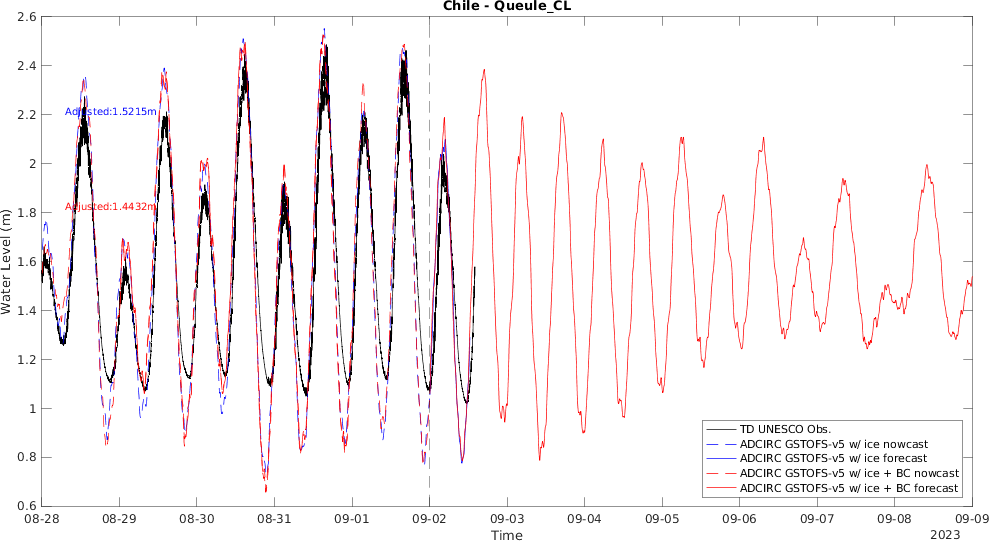 Chile - Queule_CL
2.6
2.4
2.2
2
1.8
1.6
1.4
1.2
1
0.8
0.6
Water Level (m)
Adjusted:1.5215m
Adjusted:1.4432m
TD UNESCO Obs.
ADCIRC GSTOFS-v5 w/ ice nowcast
ADCIRC GSTOFS-v5 w/ ice forecast
ADCIRC GSTOFS-v5 w/ ice + BC nowcast
ADCIRC GSTOFS-v5 w/ ice + BC forecast
08-28 08-29 08-30 08-31 09-01 09-02 09-03 09-04 09-05 09-06 09-07 09-08 09-09
Time
2023